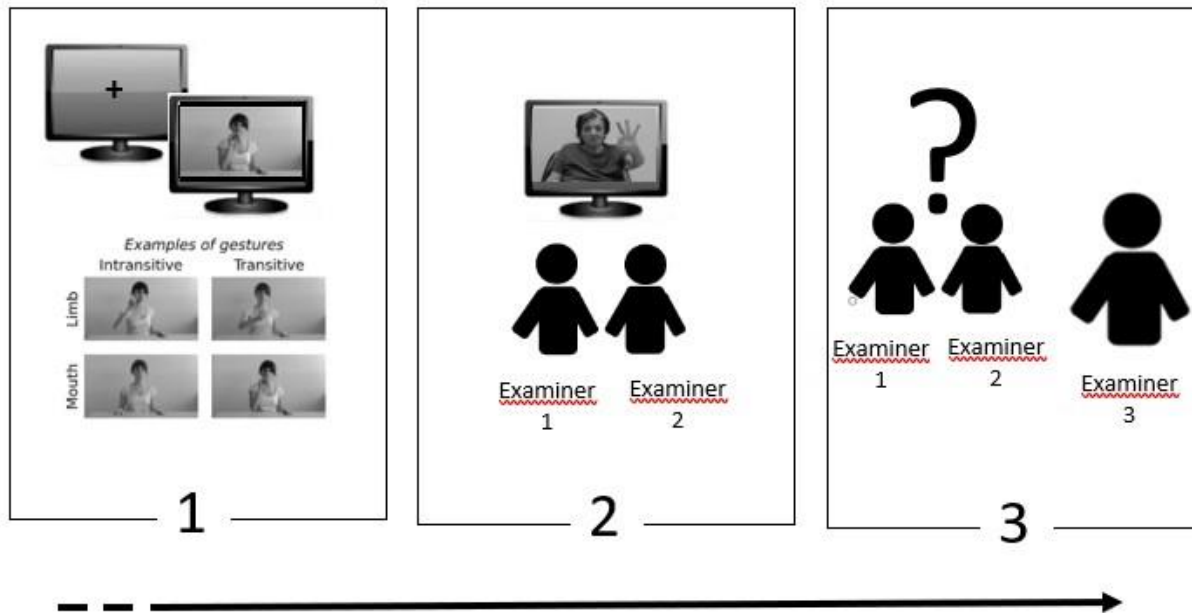 +
Examples of gestures
Intransitive Transitive
Limb
Mouth
1
Examiner 1
Examiner 2
2
?
Examiner 1
Examiner 2
Examiner 3
3